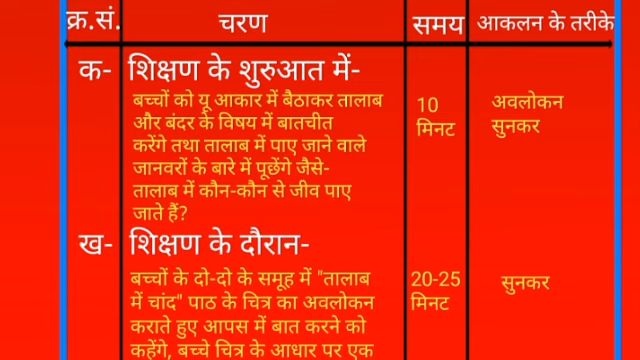 क्र.सं. चरण समय आकलन के तरीके
क- शिक्षण के शुरुआत में-
बच्चों को यू आकार में बैठाकर तालाब
और बंदर के विषय में बातचीत
करेंगे तथा तालाब में पाए जाने वाले
जानवरों के बारे में पूछेंगे जैसे-
तालाब में कौन-कौन से जीव पाए
जाते हैं?
10
मिनट
अवलोकन
सुनकर
ख- शिक्षण के दौरान-
बच्चों के दो-दो के समूह में "तालाब
में चांद" पाठ के चित्र का अवलोकन
कराते हुए आपस में बात करने को
कहेंगे, बच्चे चित्र के आधार पर एक
20-25
मिनट
सुनकर